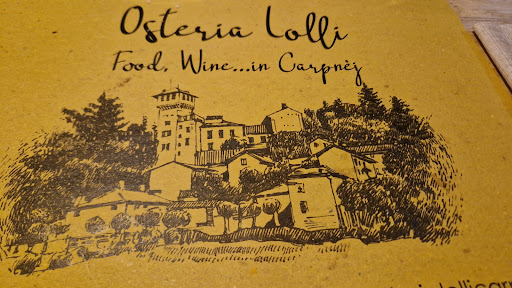 Osteria Lolli
Food, Wine...in Carpnèz